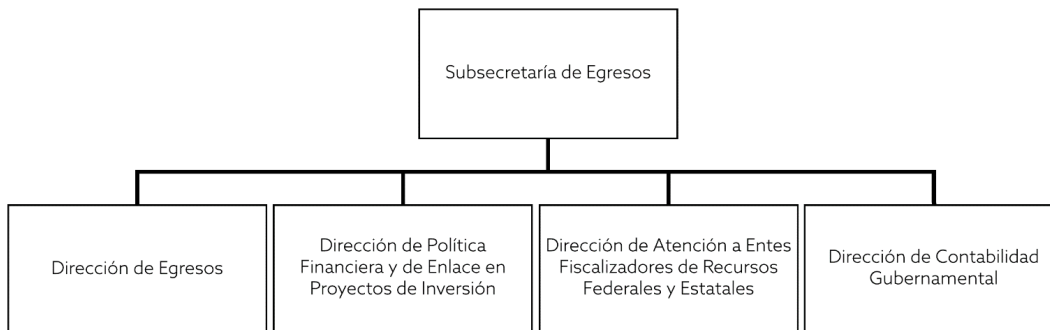 Subsecretaría de Egresos
Dirección de Egresos
Dirección de Política
Financiera y de Enlace en
Proyectos de Inversión
Dirección de Atención a Entes
Fiscalizadores de Recursos
Federales y Estatales
Dirección de Contabilidad
Gubernamental